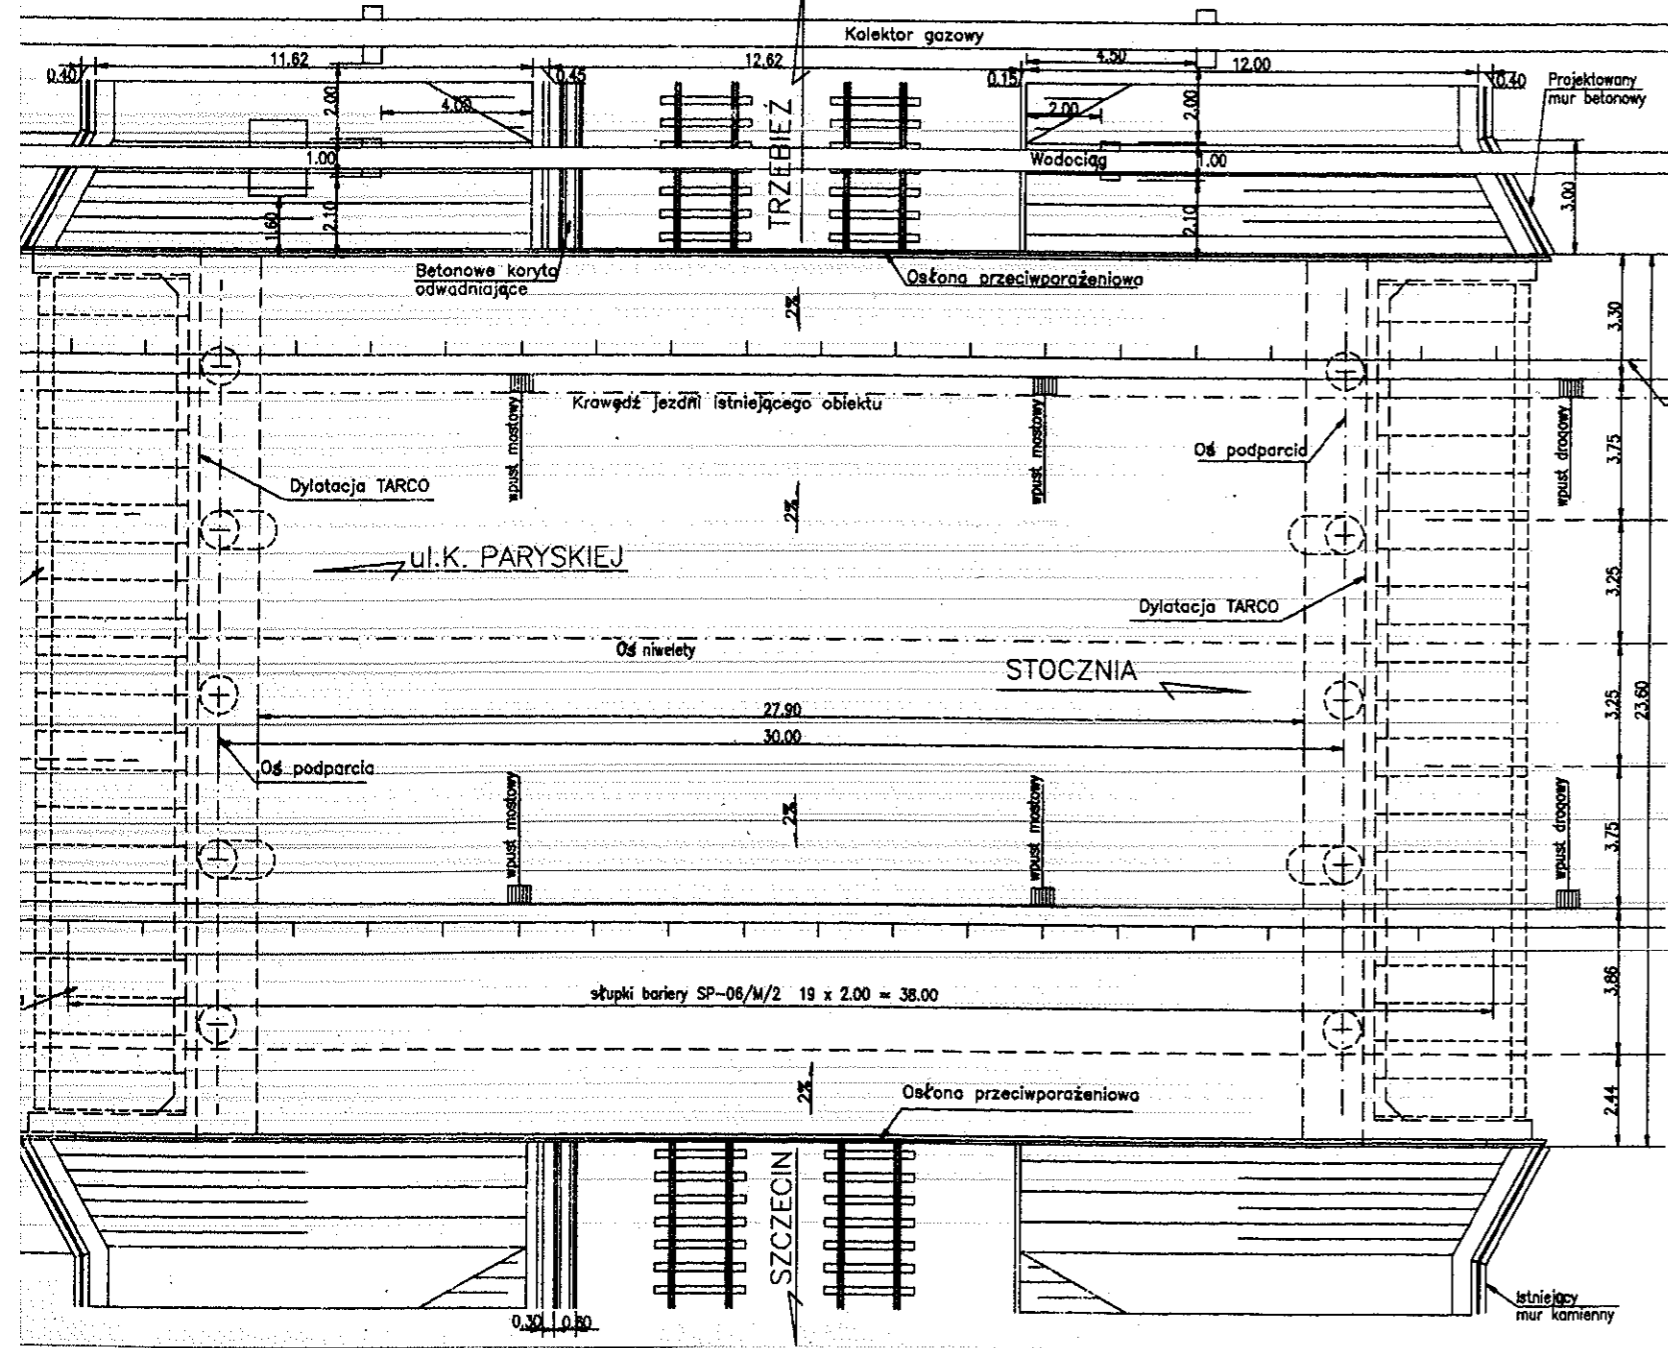 Kolektor gazowy
0.40
11.62
0.45
12.62
0.15
4.50
12.00
0.40
Projektowany
mur betonowy
2.00
4.00
TRZEBIEŻ
2.00
2.00
1.00
Wodociąg
1.00
3.00
1.60
2.10
2.10
Betonowe koryto
odwadniające
Osłona przeciwporażeniowa
2%
3.30
Krawędź jezdni istniejącego obiektu
wpust mostowy
wpust mostowy
wpust drogowy
Oś podparcia
3.75
Dylatacja TARCO
2%
ul.K. PARYSKIEJ
3.25
Dylatacja TARCO
Oś niwelety
STOCZNIA
3.25
23.60
27.90
30.00
Oś podparcia
wpust mostowy
2%
wpust mostowy
wpust drogowy
3.75
słupki bariery SP-06/M/2 19 x 2.00 = 38.00
3.86
2%
Osłona przeciwporażeniowa
2.44
SZCZECIN
0.30
0.80
Istniejący
mur kamienny